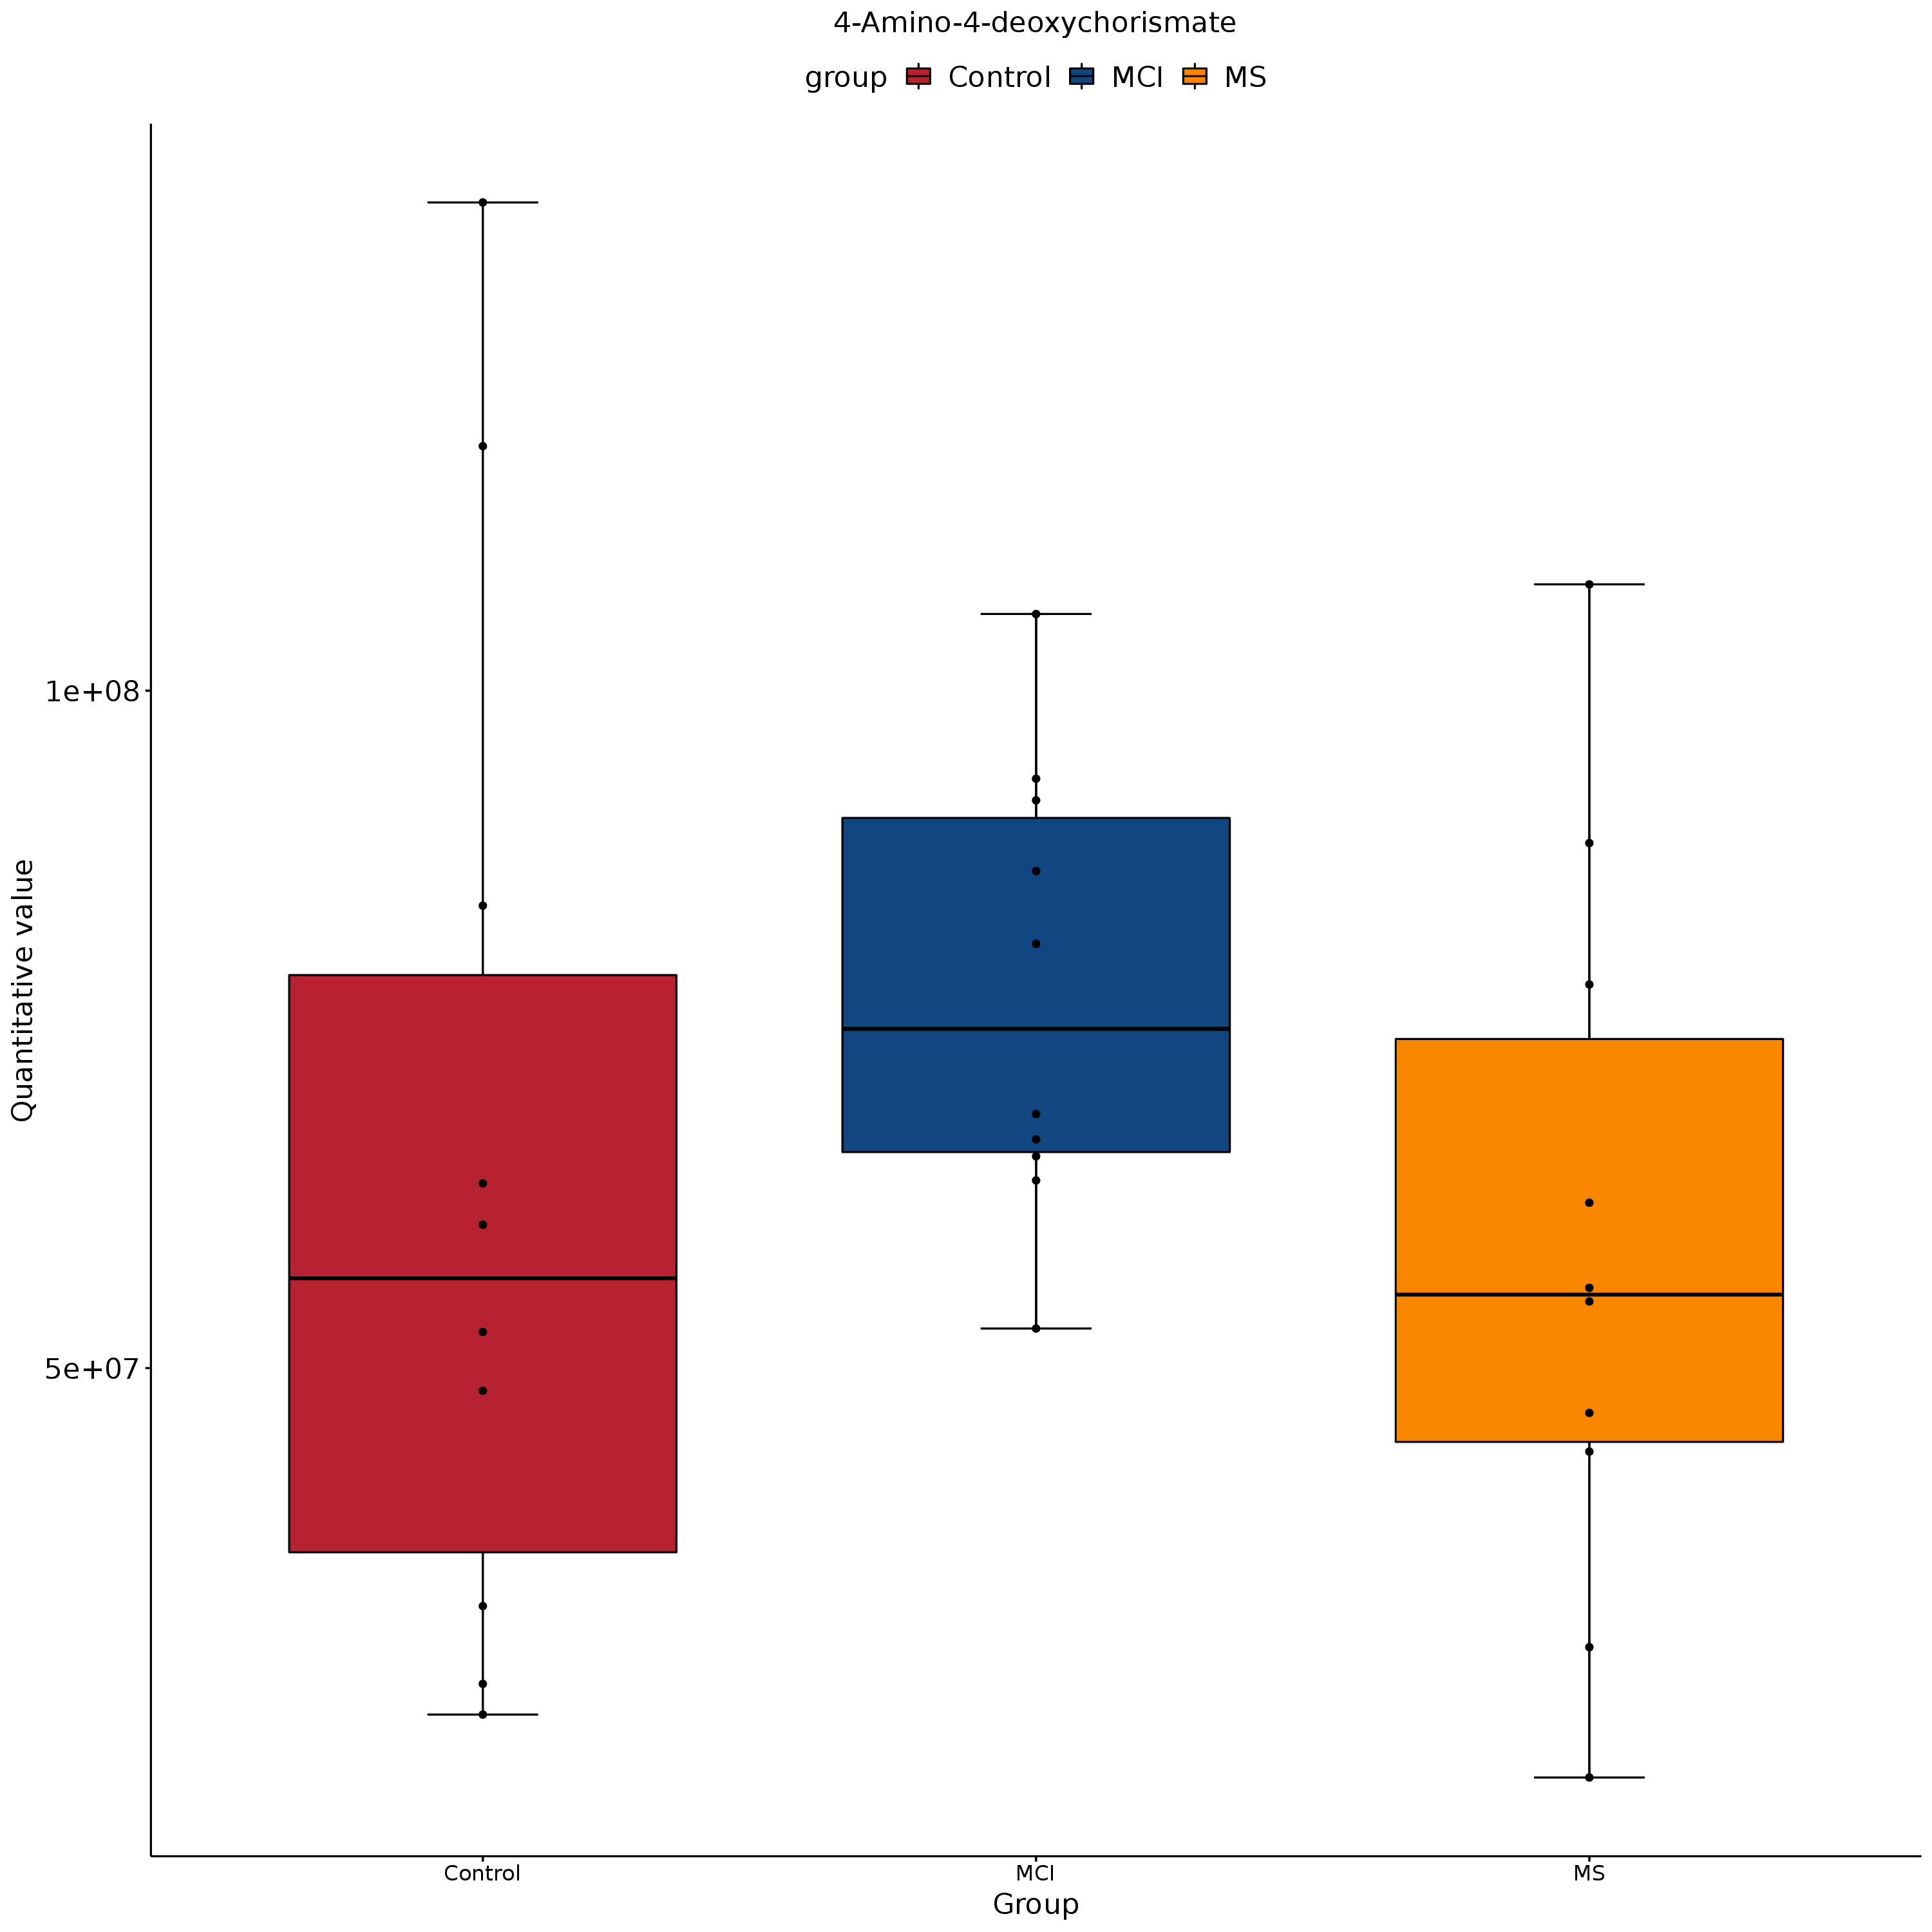 4-Amino-4-deoxychorismate
group Control MCI MS
Quantitative value
1e+08
5e+07
Control MCI MS
Group